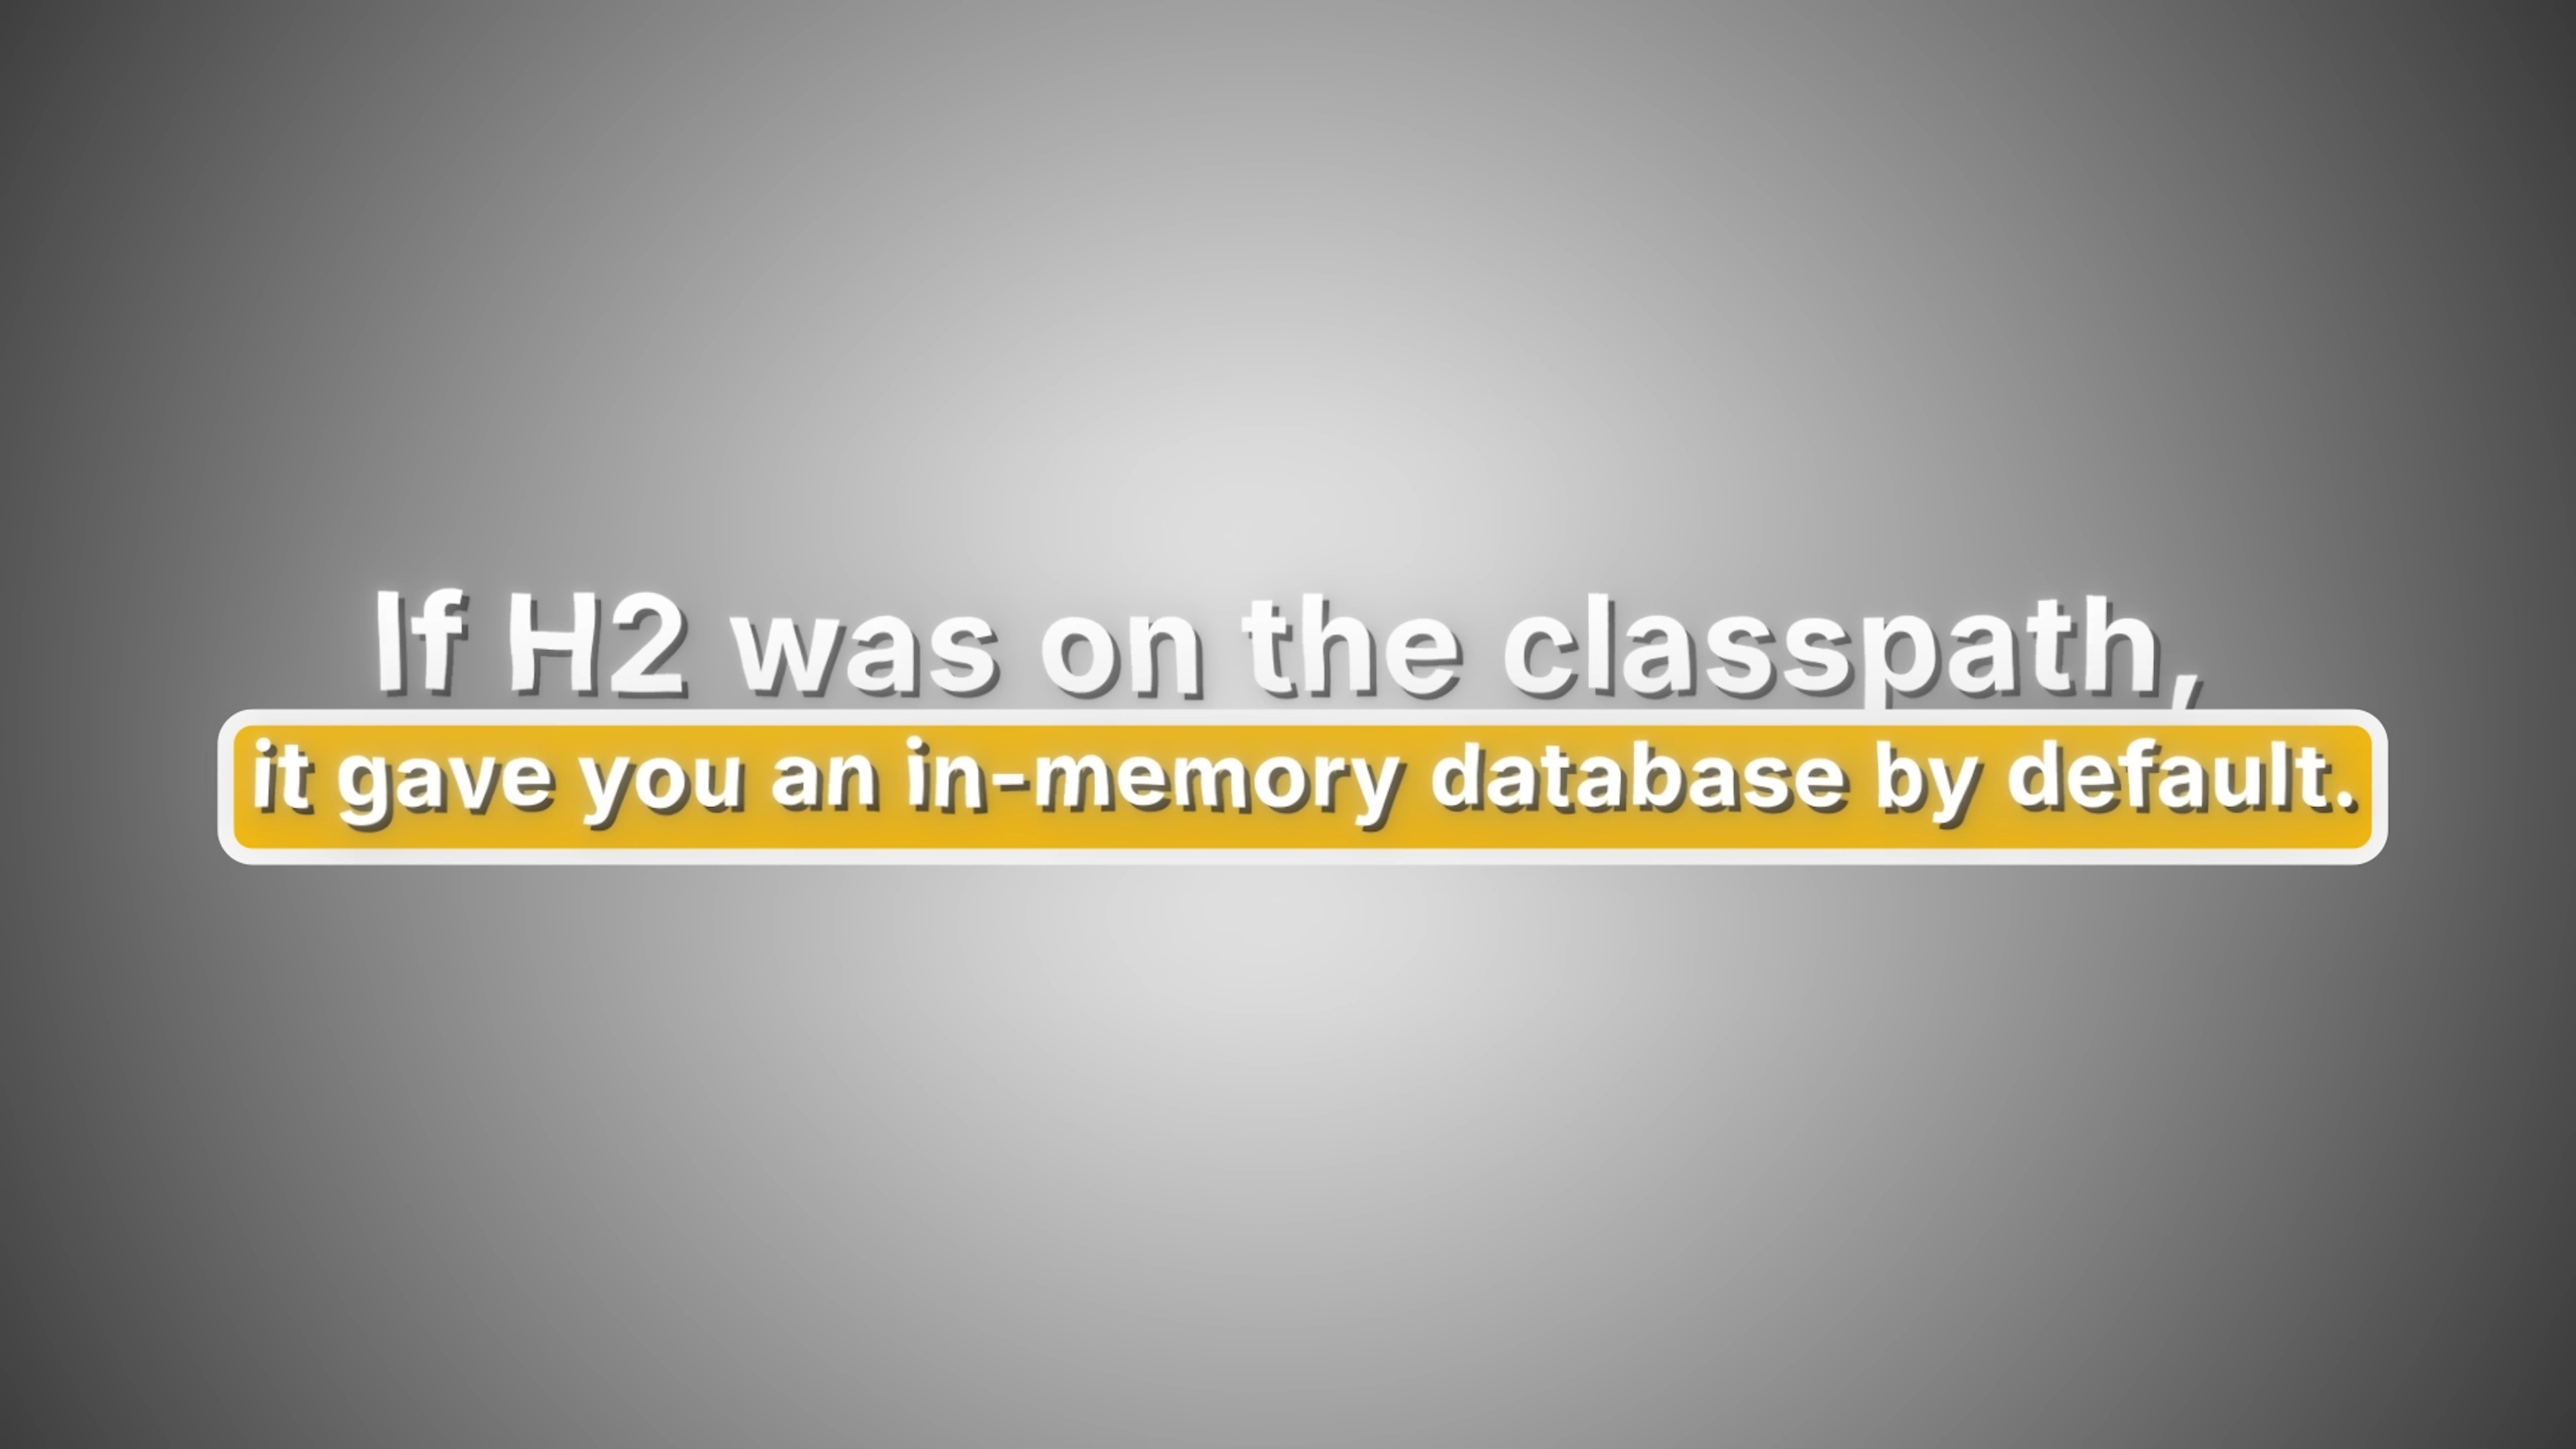 If H2 was on the classpath,
it gave you an in-memory database by default.